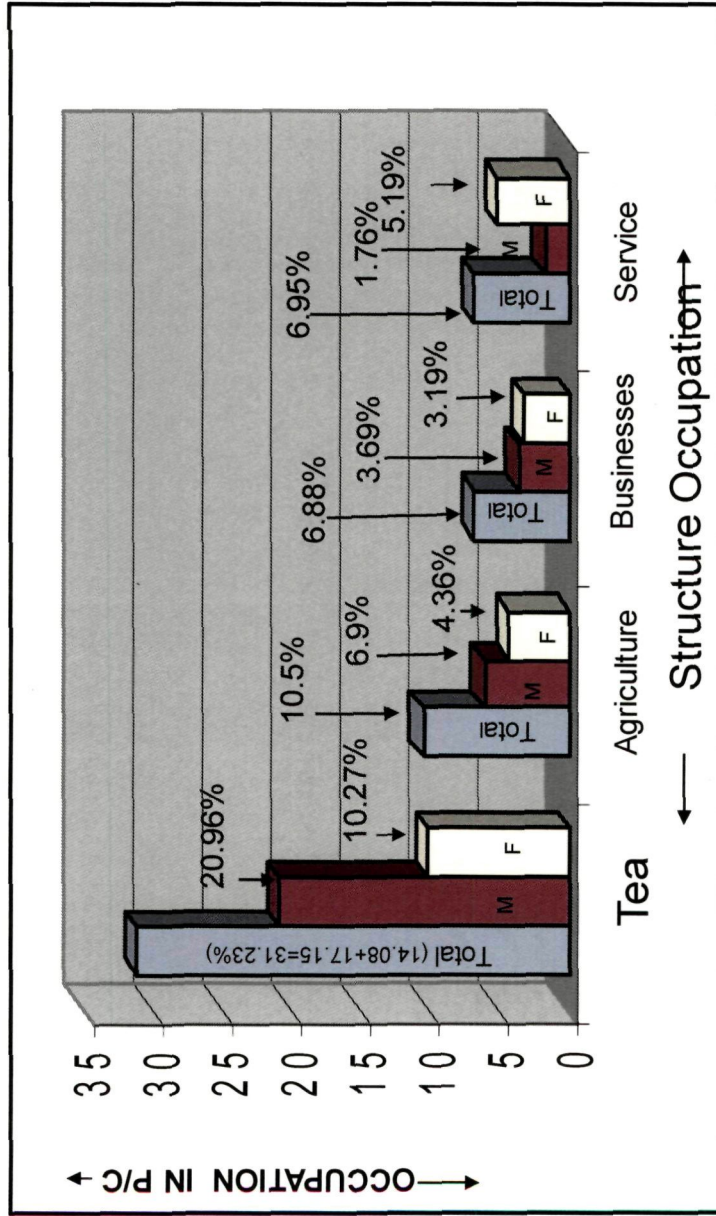 OCCUPATION IN P/C
35
30
25
20
15
10
5
0
Total (14.08+17.15=31.23%)
20.96%
M
10.27%
F
10.5%
Total
6.9%
M
4.36%
F
6.88%
Total
3.69%
M
3.19%
F
6.95%
Total
1.76%
M
5.19%
F
Tea
Agriculture
Businesses
Service
Structure Occupation